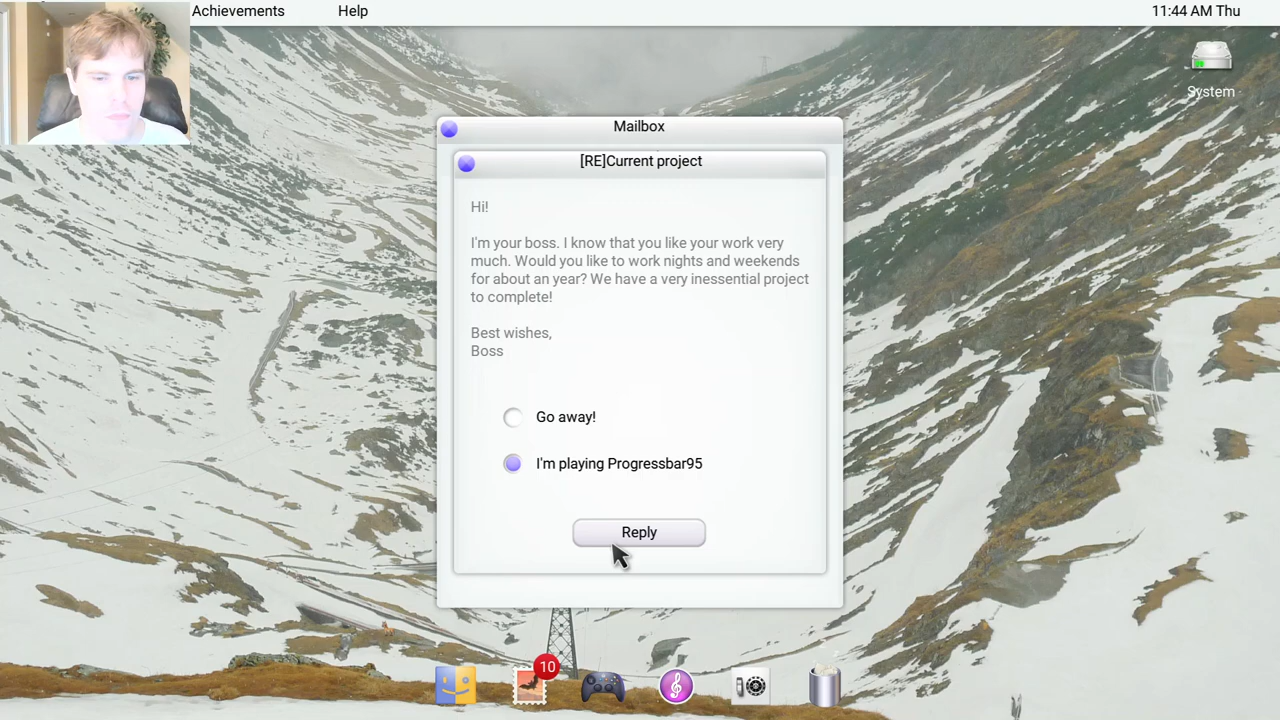 Achievements Help 11:44 AM Thu
System
Mailbox
[RE]Current project
Hi!
I'm your boss. I know that you like your work very
much. Would you like to work nights and weekends
for about an year? We have a very inessential project
to complete!
Best wishes,
Boss
Go away!
I'm playing Progressbar95
Reply
10